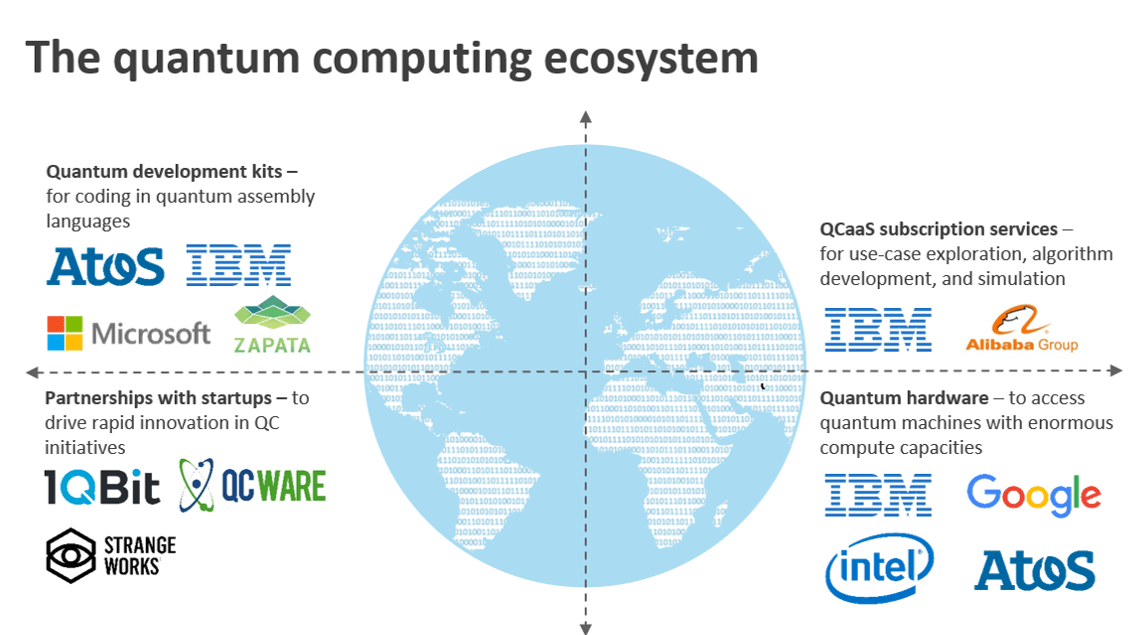 The quantum computing ecosystem
Quantum development kits –
for coding in quantum assembly
languages
Atos IBM
Microsoft ZAPATA
Partnerships with startups – to
drive rapid innovation in QC
initiatives
1QBit QCWARE
STRANGE
WORKS
QCaaS subscription services –
for use-case exploration, algorithm
development, and simulation
IBM Alibaba Group
Quantum hardware – to access
quantum machines with enormous
compute capacities
IBM Google
intel Atos